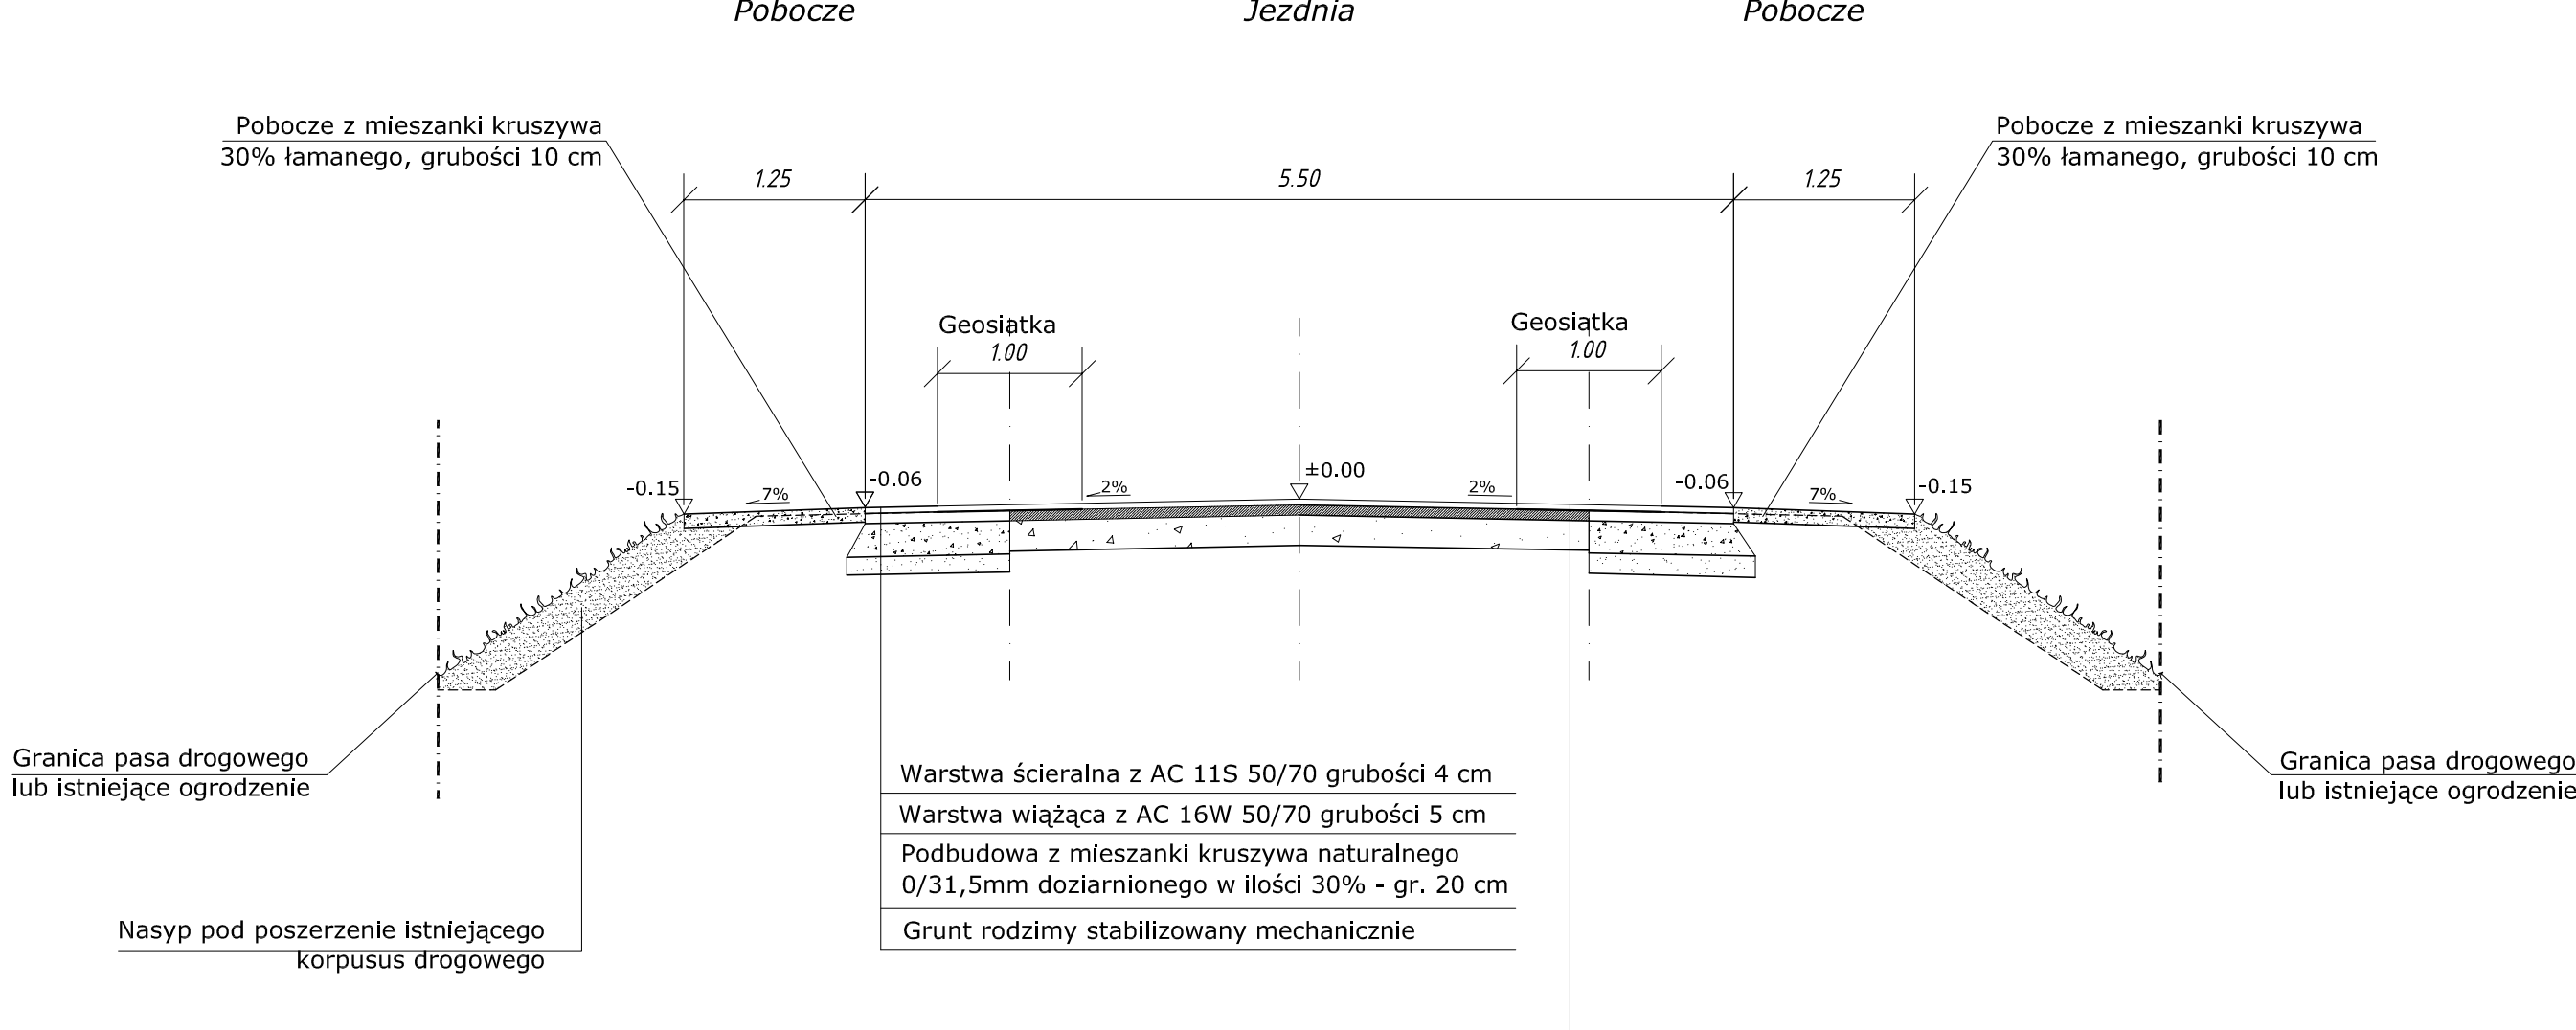 Pobocze
Jezdnia
Pobocze
Pobocze z mieszanki kruszywa
30% łamanego, grubości 10 cm
Pobocze z mieszanki kruszywa
30% łamanego, grubości 10 cm
1.25
5.50
1.25
Geosiatka
1.00
Geosiatka
1.00
-0.15
7%
-0.06
2%
±0.00
2%
-0.06
7%
-0.15
Granica pasa drogowego
lub istniejące ogrodzenie
Granica pasa drogowego
lub istniejące ogrodzenie
Warstwa ścieralna z AC 11S 50/70 grubości 4 cm
Warstwa wiążąca z AC 16W 50/70 grubości 5 cm
Podbudowa z mieszanki kruszywa naturalnego
0/31,5mm doziarnionego w ilości 30% - gr. 20 cm
Grunt rodzimy stabilizowany mechanicznie
Nasyp pod poszerzenie istniejącego
korpusus drogowego